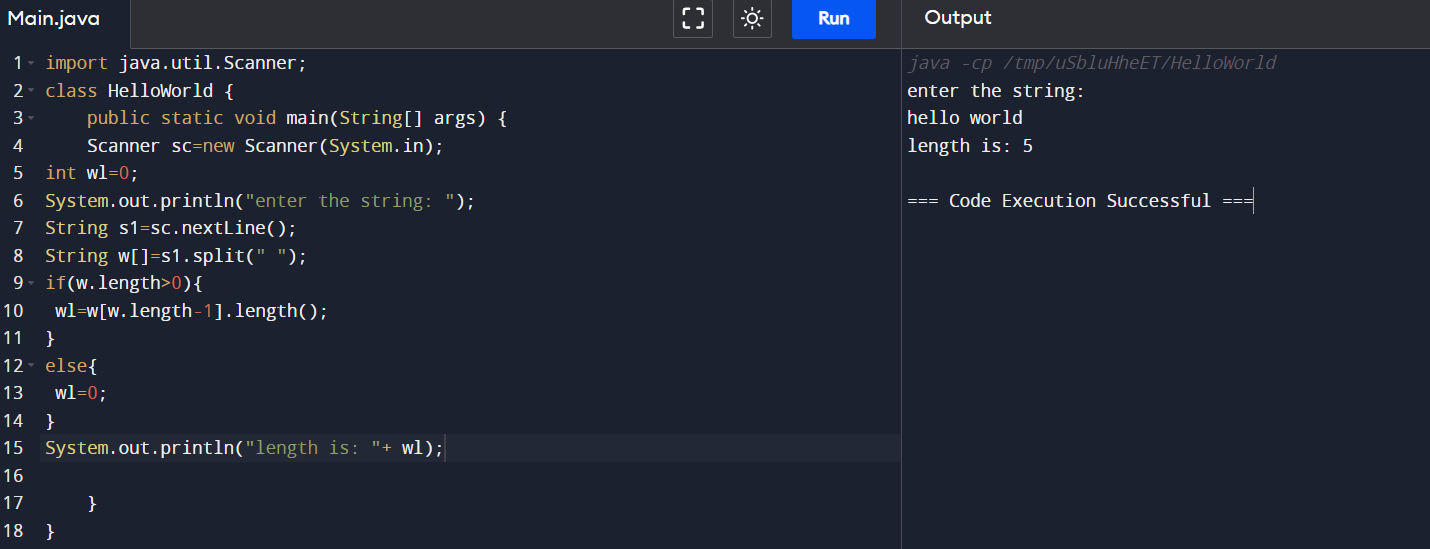 Main.java
Run
Output
1 import java.util.Scanner;
2 class HelloWorld {
3     public static void main(String[] args) {
4     Scanner sc=new Scanner(System.in);
5 int wl=0;
6 System.out.println("enter the string: ");
7 String s1=sc.nextLine();
8 String w[]=s1.split(" ");
9 if(w.length>0){
10  wl=w[w.length-1].length();
11 }
12 else{
13  wl=0;
14 }
15 System.out.println("length is: "+ wl);
16
17     }
18 }
java -cp /tmp/uSbluHheET/HelloWorld
enter the string:
hello world
length is: 5
=== Code Execution Successful ===